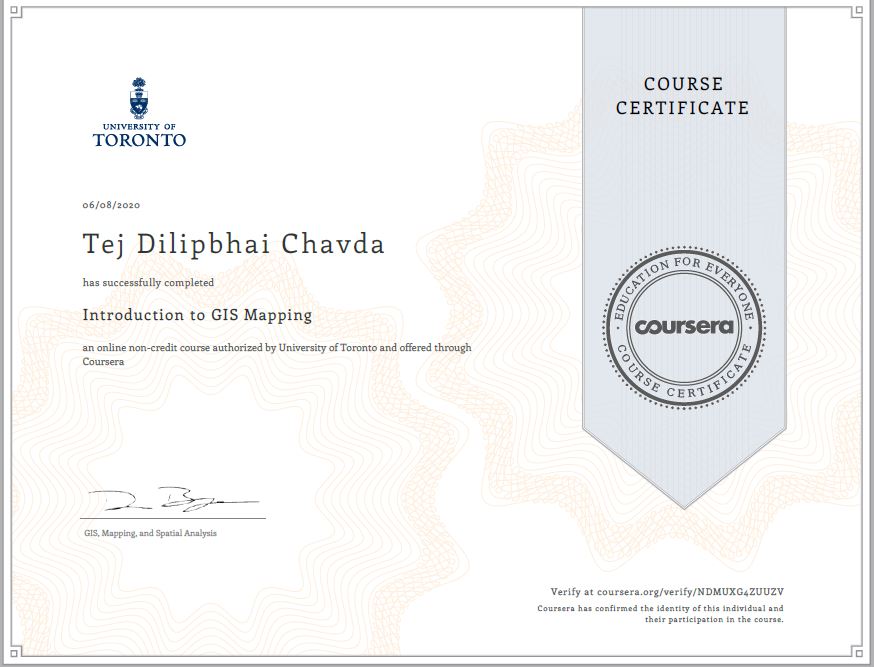 UNIVERSITY OF
TORONTO
06/08/2020
Tej Dilipbhai Chavda
has successfully completed
Introduction to GIS Mapping
an online non-credit course authorized by University of Toronto and offered through
Coursera
GIS, Mapping, and Spatial Analysis
COURSE
CERTIFICATE
EDUCATION FOR EVERYONE
coursera
COURSE CERTIFICATE
Verify at coursera.org/verify/NDMUXG4ZUUZV
Coursera has confirmed the identity of this individual and
their participation in the course.